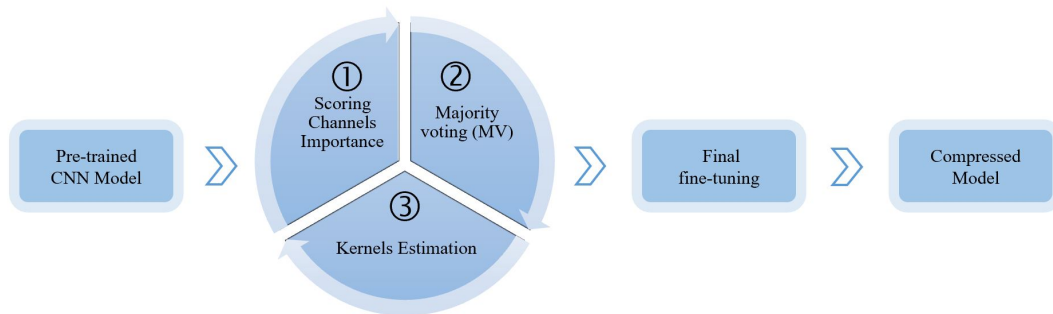 Pre-trained
CNN Model
①
Scoring
Channels
Importance
②
Majority
voting (MV)
③
Kernels Estimation
Final
fine-tuning
Compressed
Model